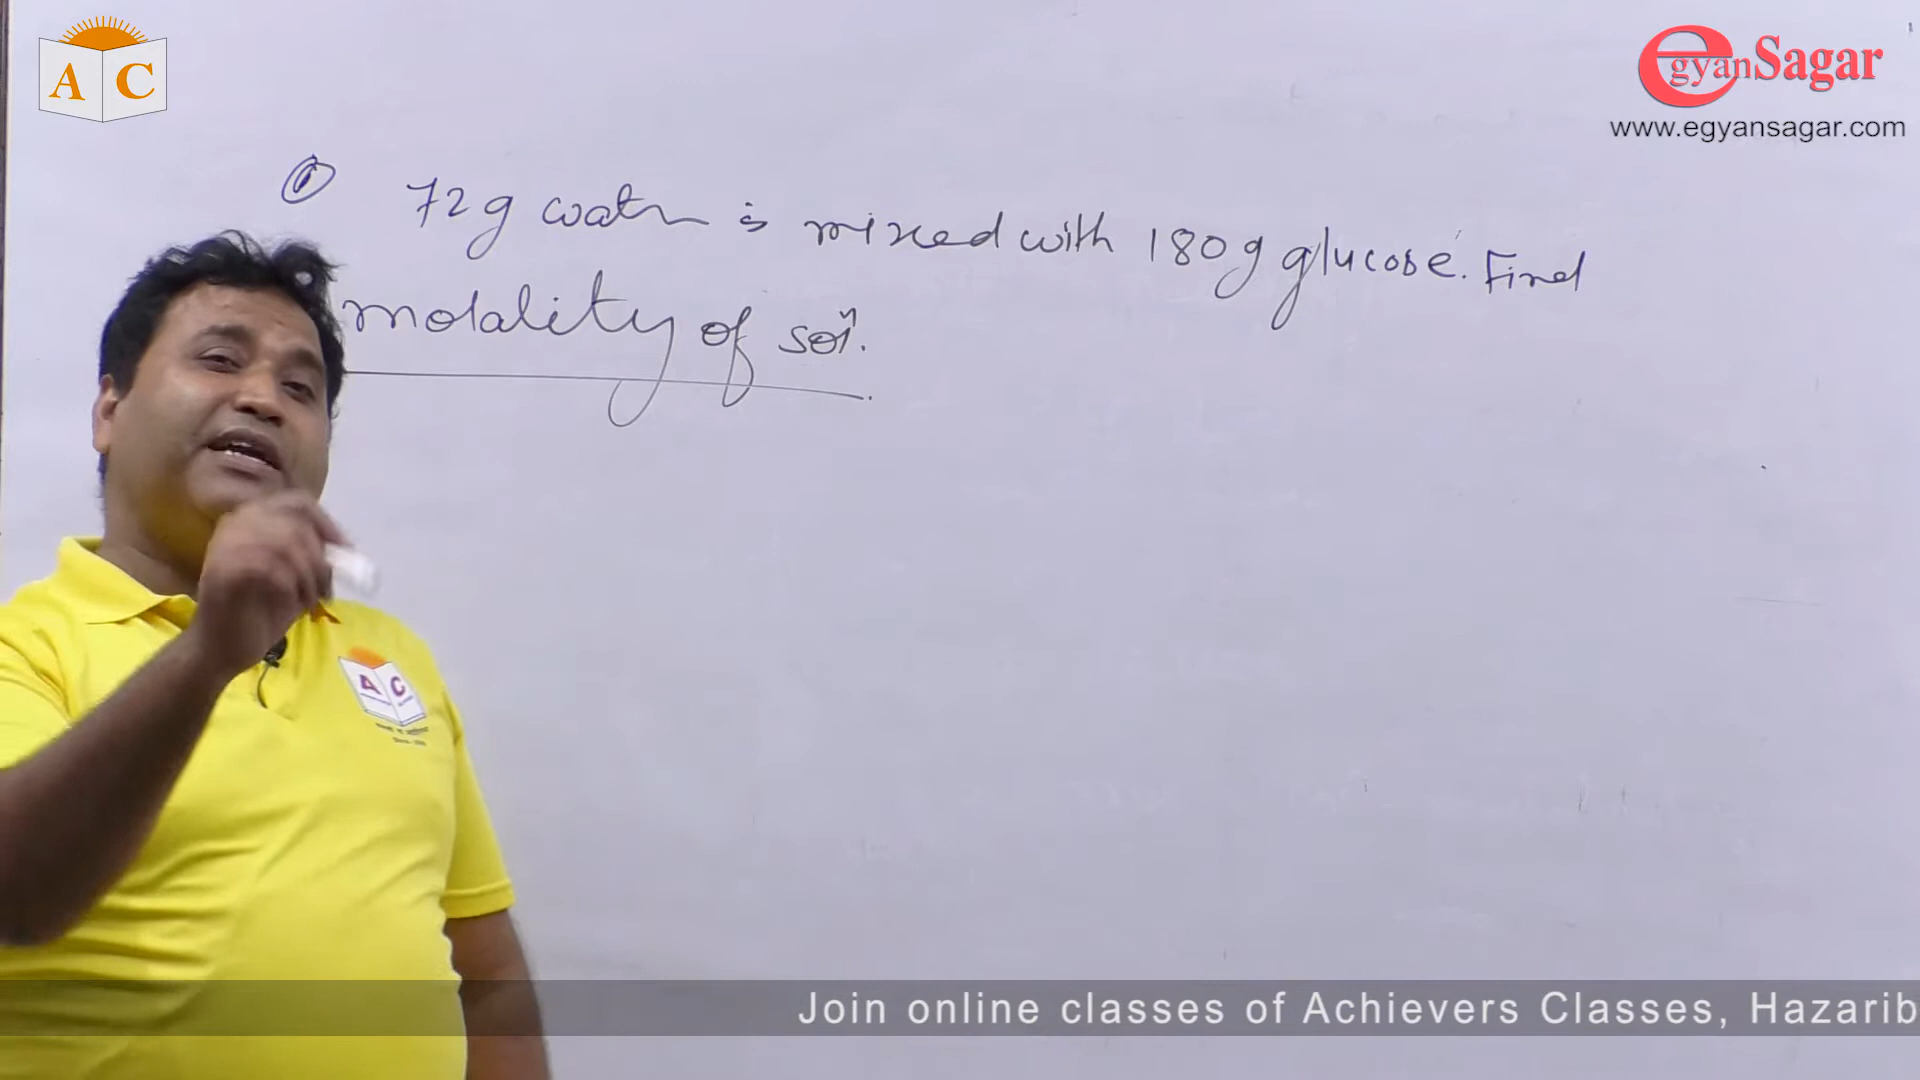 A C
egyanSagar
www.egyansagar.com
① 72g water is mixed with 180g glucose. Find
molality of solⁿ.
A C
Join online classes of Achievers Classes, Hazarib